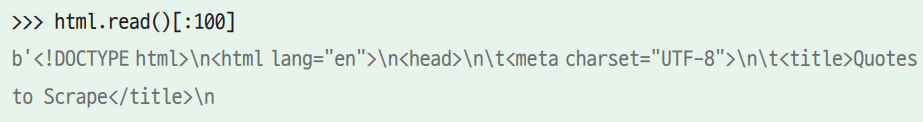 >>> html.read()[:100]
b'<!DOCTYPE html>\n<html lang="en">\n<head>\n\t<meta charset="UTF-8">\n\t<title>Quotes
to Scrape</title>\n